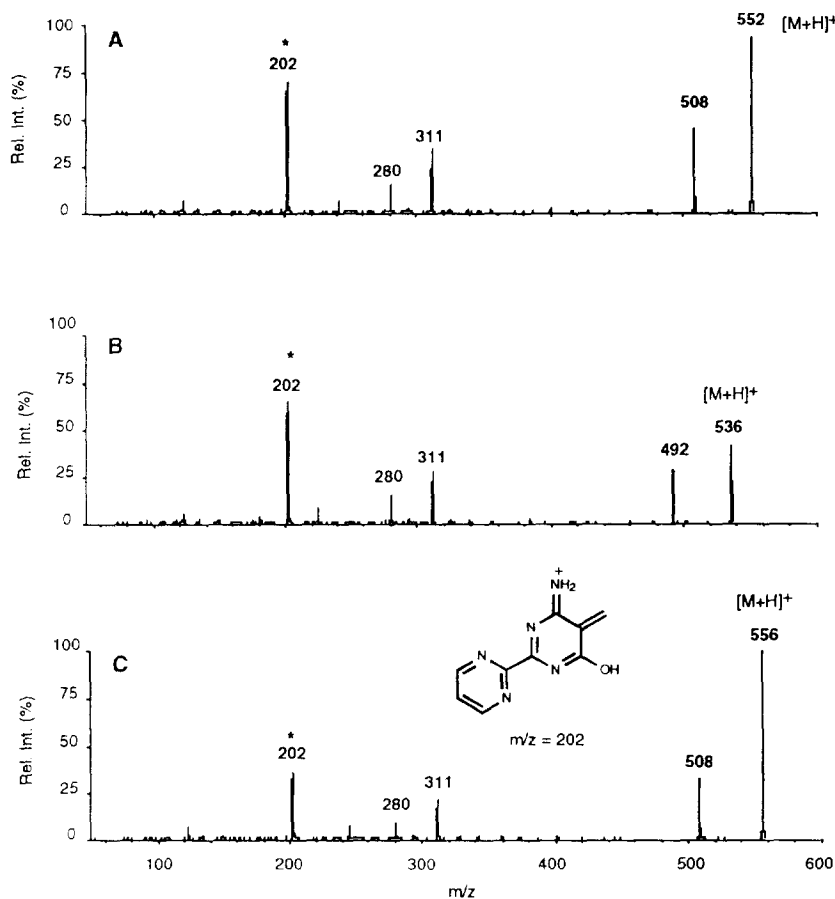 A
Rel. Int. (%)
100
75
50
25
0
*
202
280
311
508
552
[M+H]+
B
Rel. Int. (%)
100
75
50
25
0
*
202
280
311
492
[M+H]+
536
C
Rel. Int. (%)
100
75
50
25
0
*
202
280
311
508
[M+H]+
556
+
NH2
N
N
N
N
OH
m/z = 202
100
200
300
400
500
600
m/z